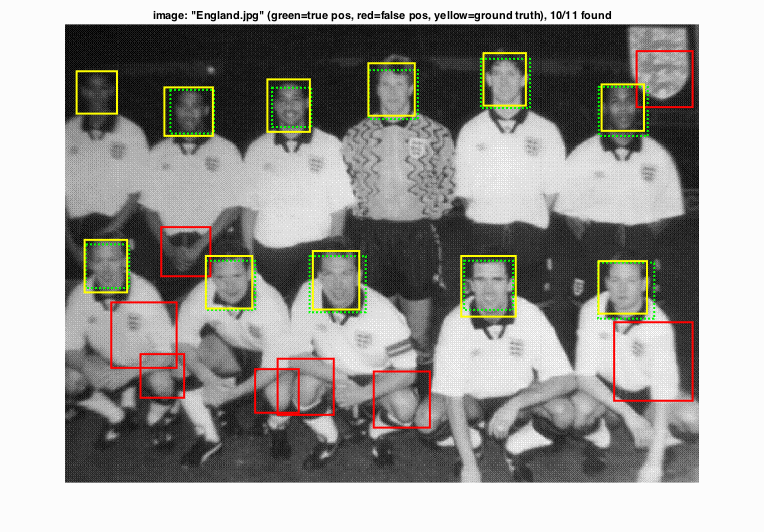 image: "England.jpg" (green=true pos, red=false pos, yellow=ground truth), 10/11 found